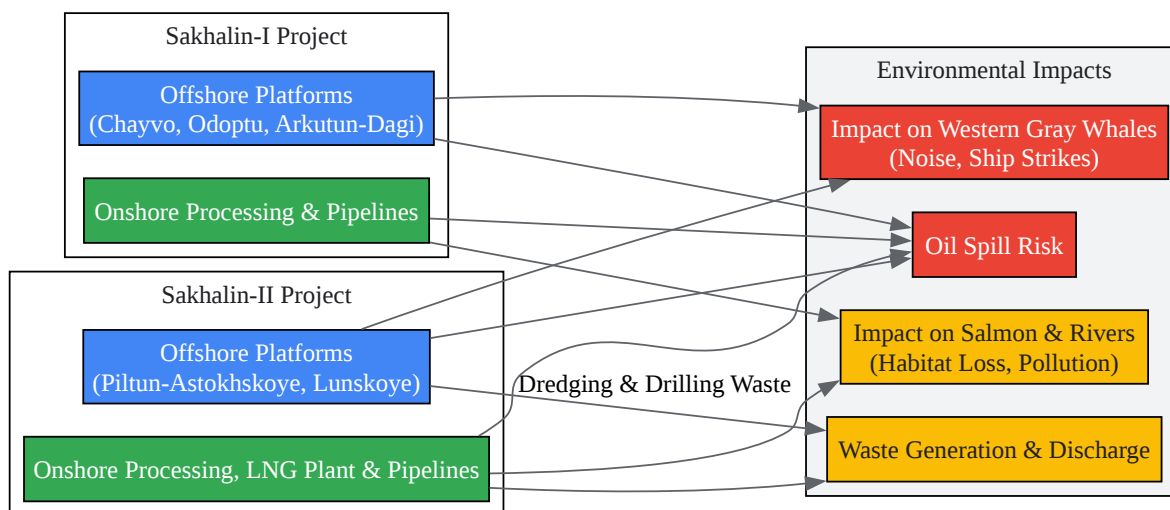 Sakhalin-I Project
Offshore Platforms
(Chayvo, Odoptu, Arkutun-Dagi)
Onshore Processing & Pipelines
Sakhalin-II Project
Offshore Platforms
(Piltun-Astokhskoye, Lunskoye)
Onshore Processing, LNG Plant & Pipelines
Dredging & Drilling Waste
Environmental Impacts
Impact on Western Gray Whales
(Noise, Ship Strikes)
Oil Spill Risk
Impact on Salmon & Rivers
(Habitat Loss, Pollution)
Waste Generation & Discharge